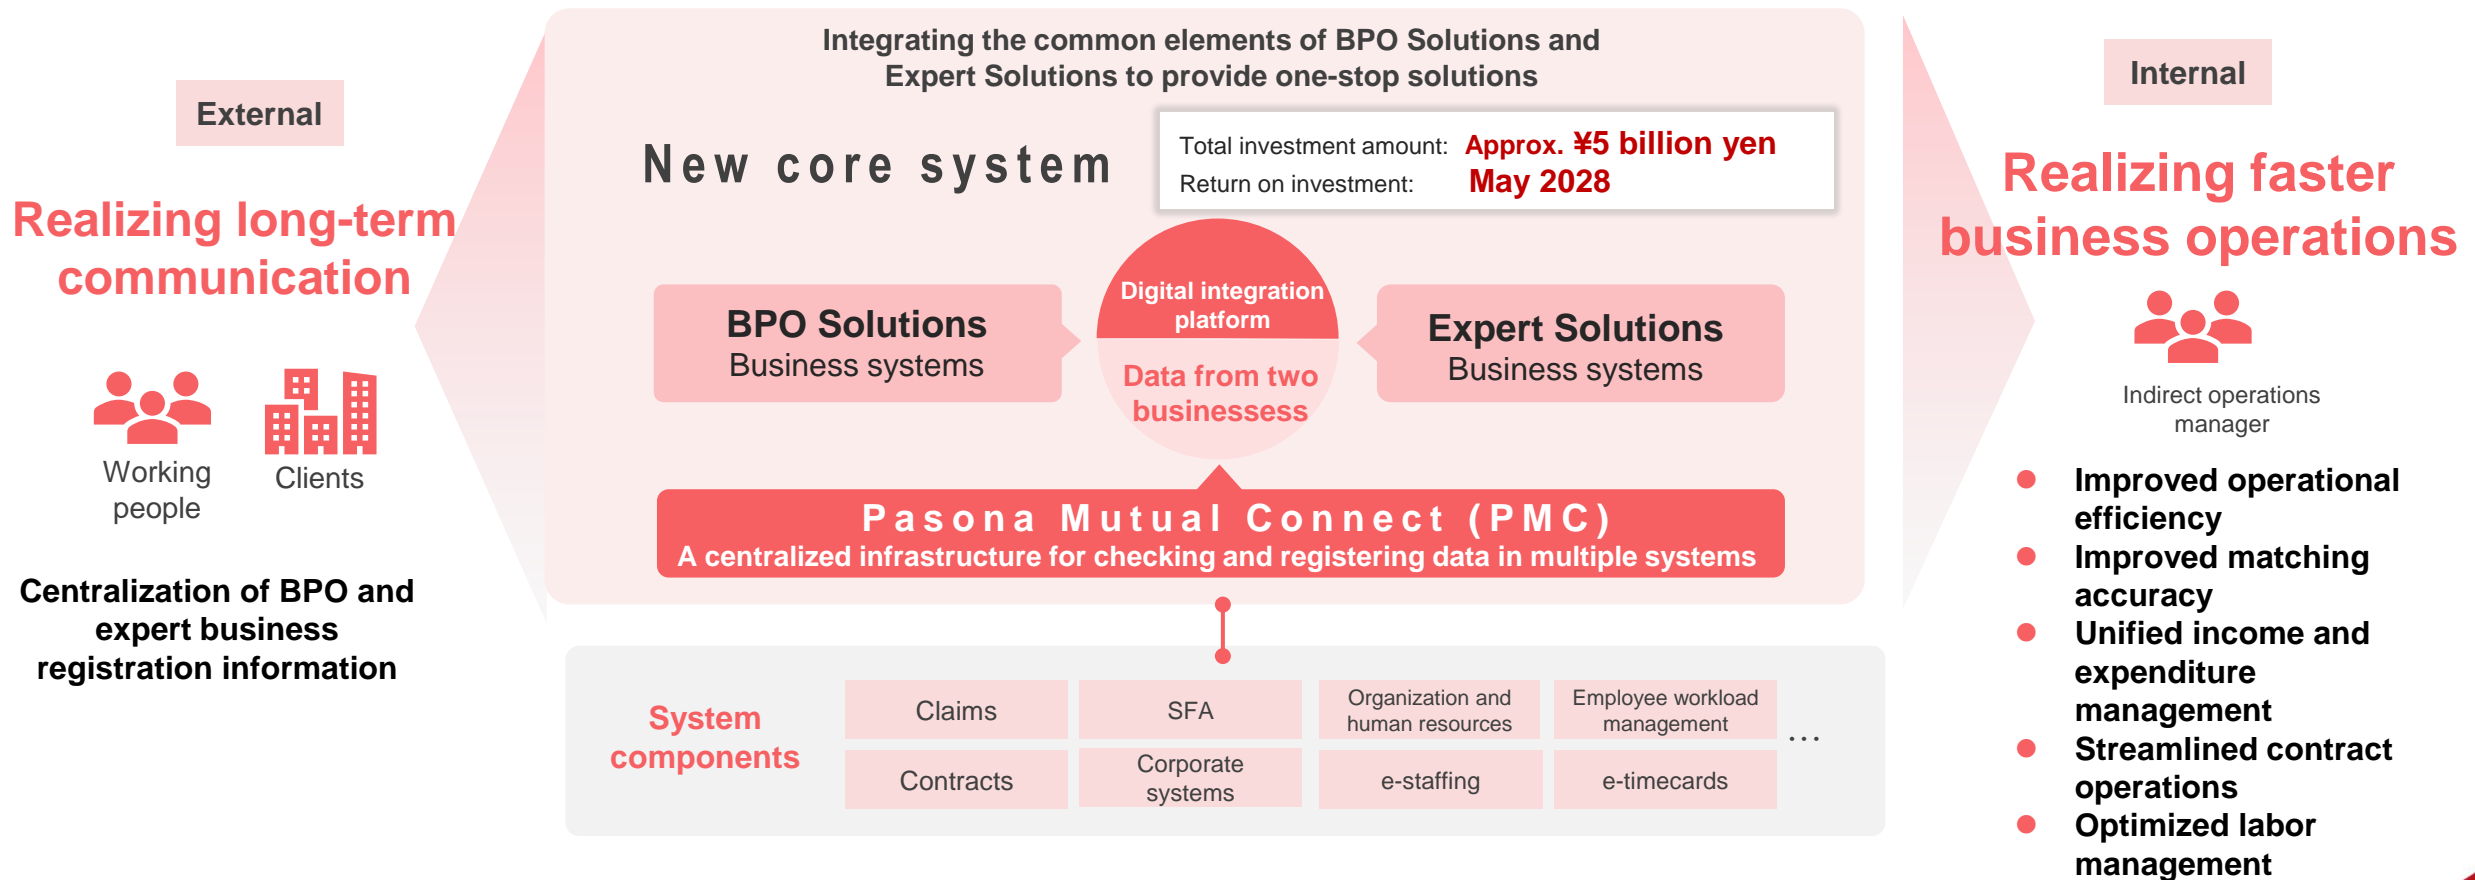 External
Realizing long-term
communication
Working
people
Clients
Centralization of BPO and
expert business
registration information
Integrating the common elements of BPO Solutions and
Expert Solutions to provide one-stop solutions
New core system
Total investment amount: Approx. ¥5 billion yen
Return on investment: May 2028
BPO Solutions
Business systems
Digital integration
platform
Data from two
businessess
Expert Solutions
Business systems
Pasona Mutual Connect (PMC)
A centralized infrastructure for checking and registering data in multiple systems
System
components
Claims
SFA
Organization and
human resources
Employee workload
management
Contracts
Corporate
systems
e-staffing
e-timecards
…
Internal
Realizing faster
business operations
Indirect operations
manager
● Improved operational
efficiency
● Improved matching
accuracy
● Unified income and
expenditure
management
● Streamlined contract
operations
● Optimized labor
management